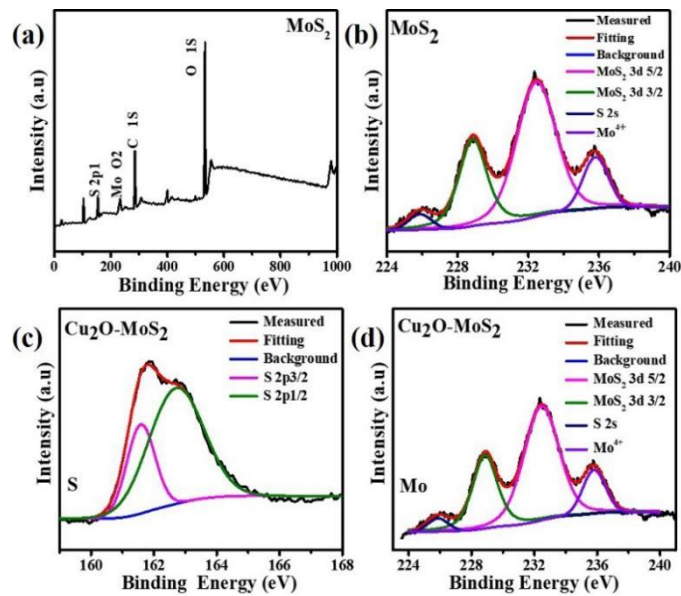 (a)
MoS2
O 1S
C 1S
Mo O2
S 2p1
Intensity (a.u)
0 200 400 600 800 1000
Binding Energy (eV)
(b)
MoS2
Measured
Fitting
Background
MoS2 3d 5/2
MoS2 3d 3/2
S 2s
Mo4+
Intensity (a.u)
224 228 232 236 240
Binding Energy (eV)
(c)
Cu2O-MoS2
Measured
Fitting
Background
S 2p3/2
S 2p1/2
S
Intensity (a.u)
160 162 164 166 168
Binding Energy (eV)
(d)
Cu2O-MoS2
Measured
Fitting
Background
MoS2 3d 5/2
MoS2 3d 3/2
S 2s
Mo4+
Mo
Intensity (a.u)
224 228 232 236 240
Binding Energy (eV)